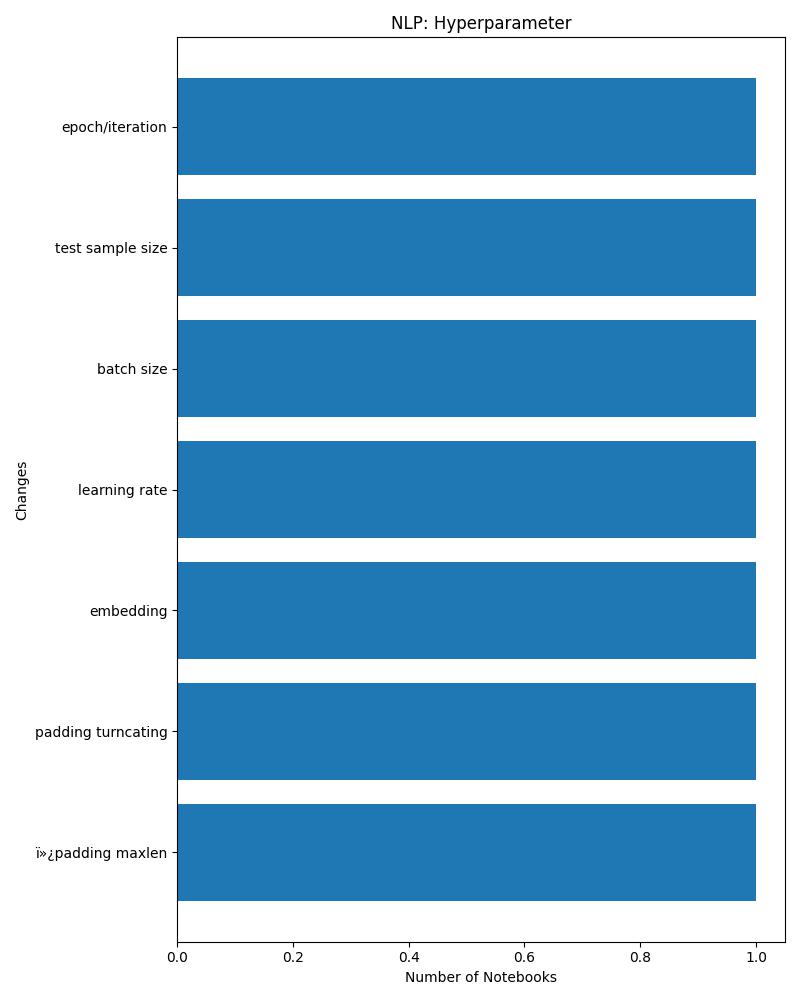 NLP: Hyperparameter
epoch/iteration
test sample size
batch size
learning rate
embedding
padding turncating
ï»¿padding maxlen
Changes
0.0 0.2 0.4 0.6 0.8 1.0
Number of Notebooks